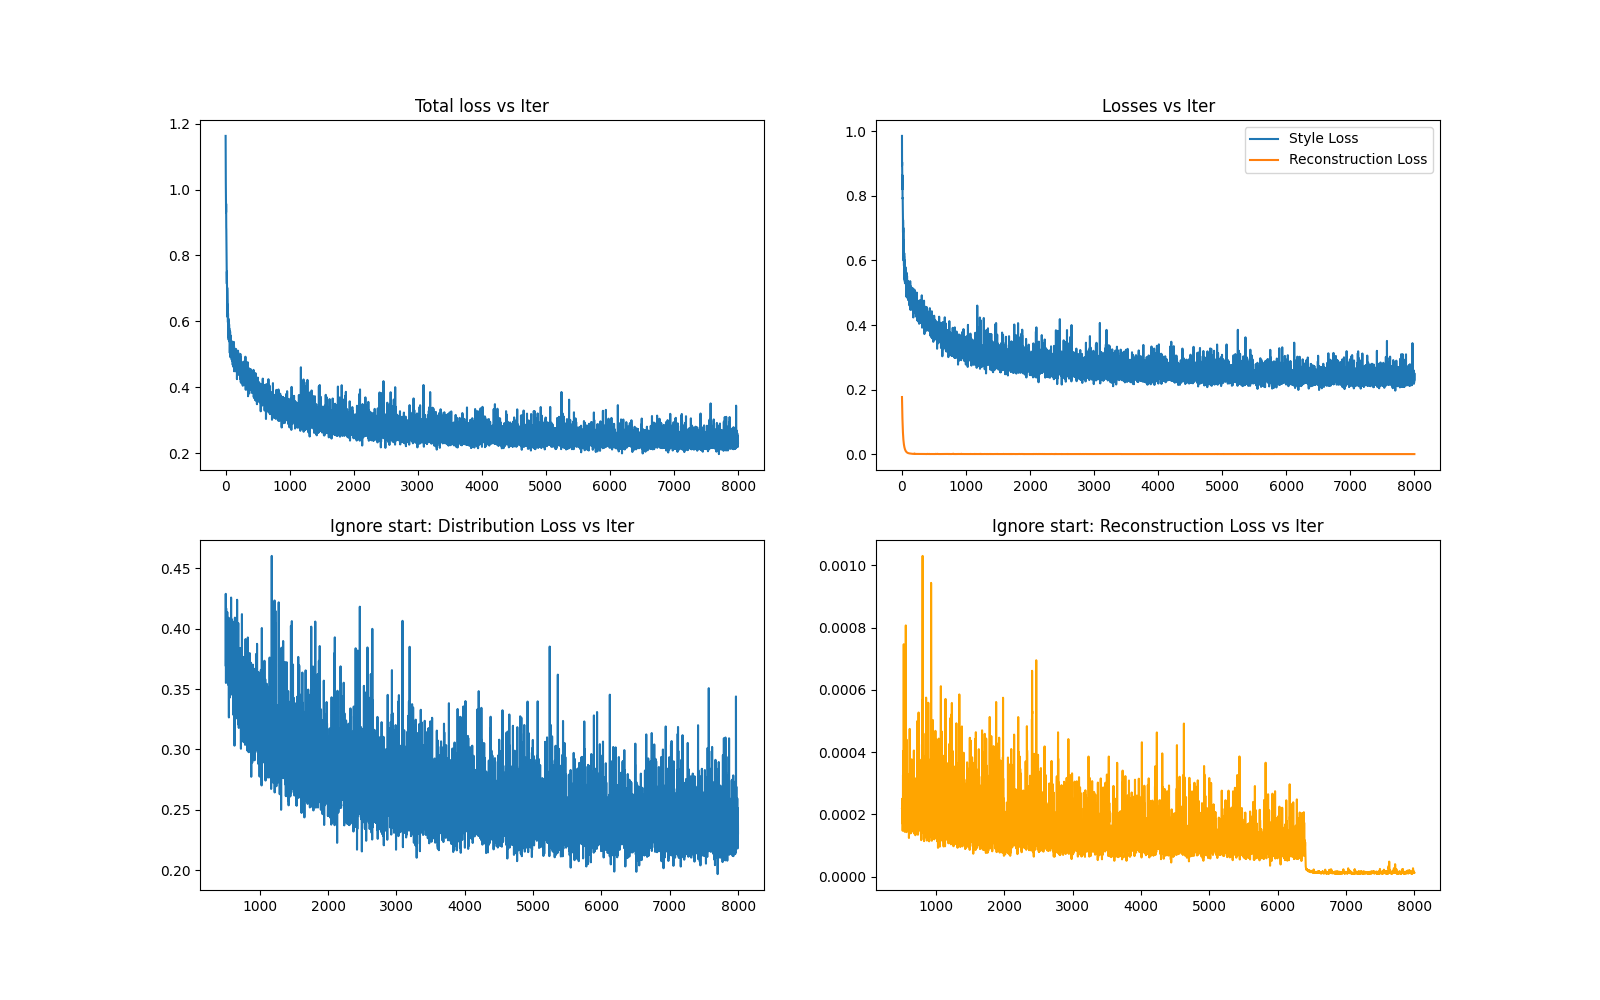 Total loss vs Iter
1.2
1.0
0.8
0.6
0.4
0.2
0 1000 2000 3000 4000 5000 6000 7000 8000
Losses vs Iter
Style Loss
Reconstruction Loss
1.0
0.8
0.6
0.4
0.2
0.0
0 1000 2000 3000 4000 5000 6000 7000 8000
Ignore start: Distribution Loss vs Iter
0.45
0.40
0.35
0.30
0.25
0.20
1000 2000 3000 4000 5000 6000 7000 8000
Ignore start: Reconstruction Loss vs Iter
0.0010
0.0008
0.0006
0.0004
0.0002
0.0000
1000 2000 3000 4000 5000 6000 7000 8000